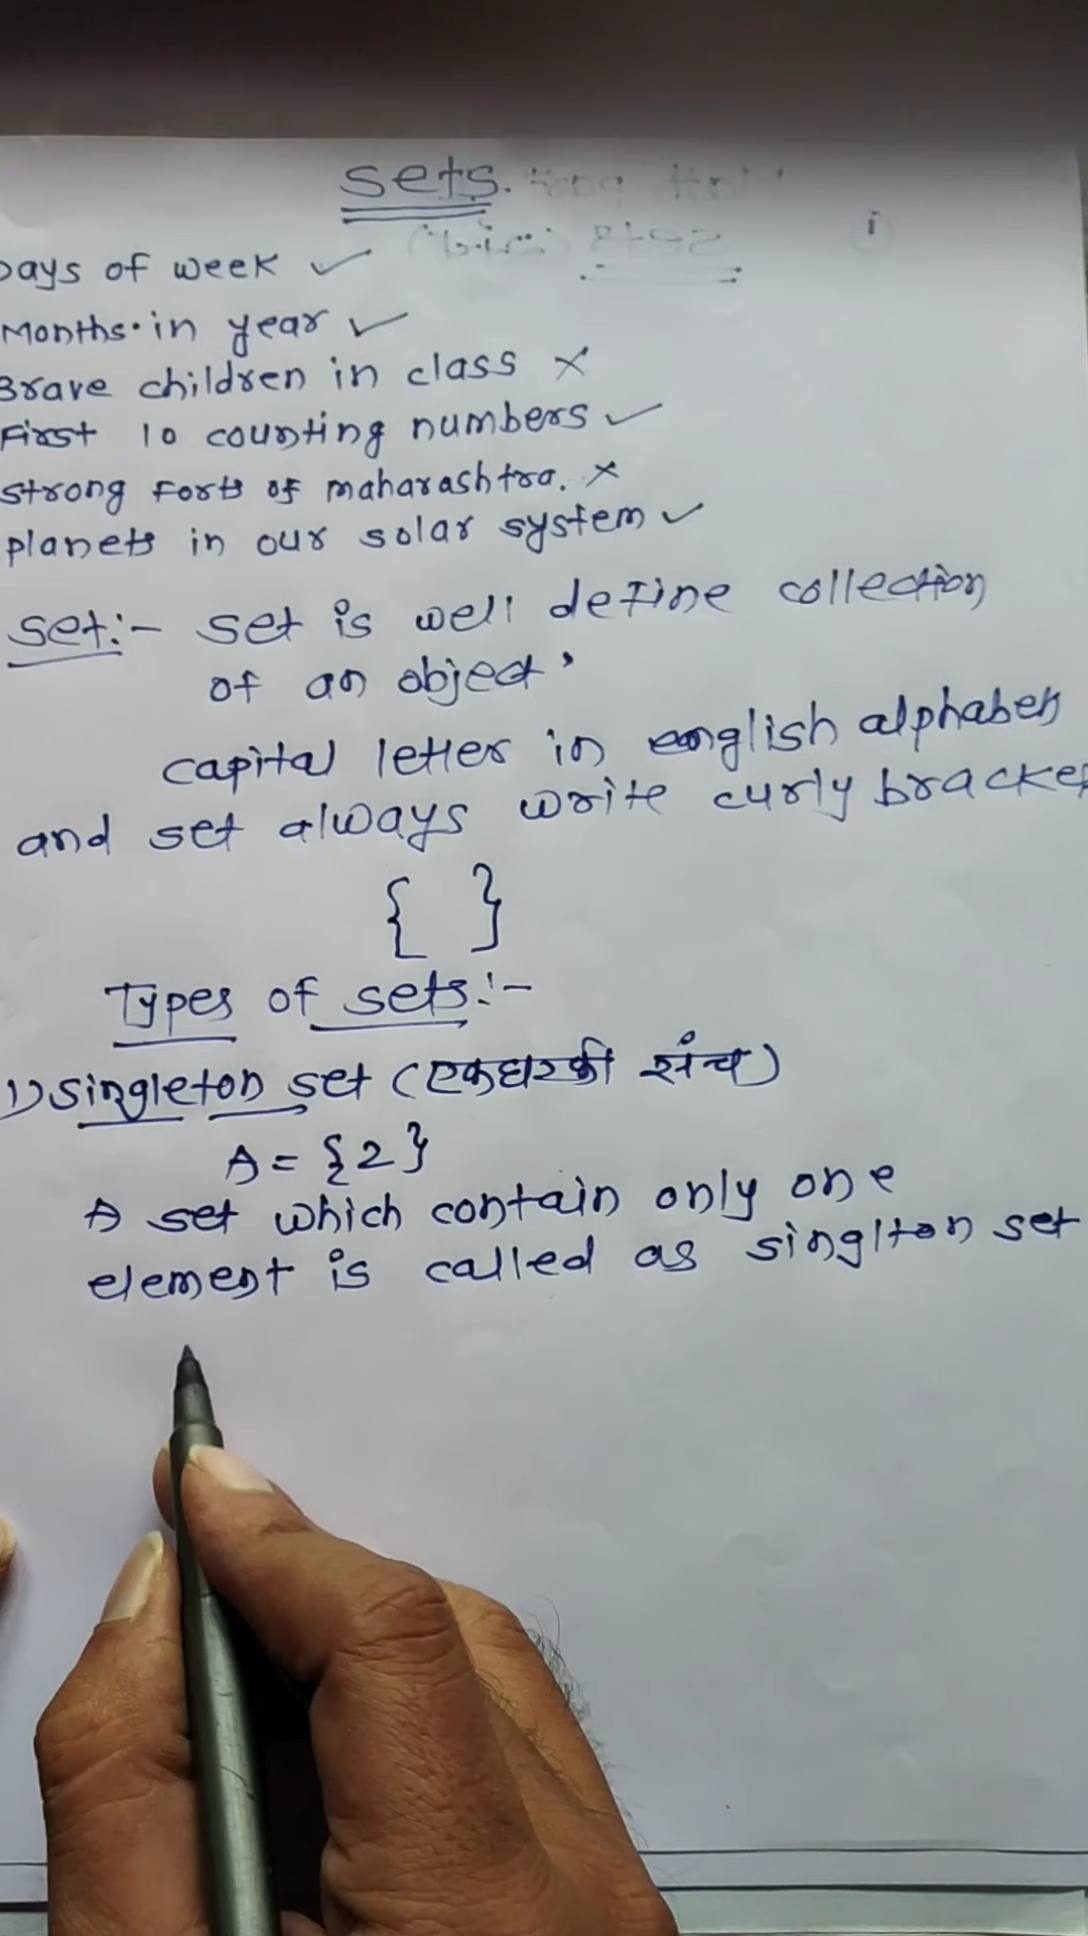 sets.
Days of week ✓
Months in year ✓
Brave children in class ×
First 10 counting numbers ✓
strong Forts of maharashtra. ×
planets in our solar system ✓
set:- set is well define collection
of an object,
capital letter in english alphabets
and set always write curly bracket
{ }
Types of sets:-
1) singleton set (एकघटकी संच)
A = {2}
A set which contain only one
element is called as singlton set